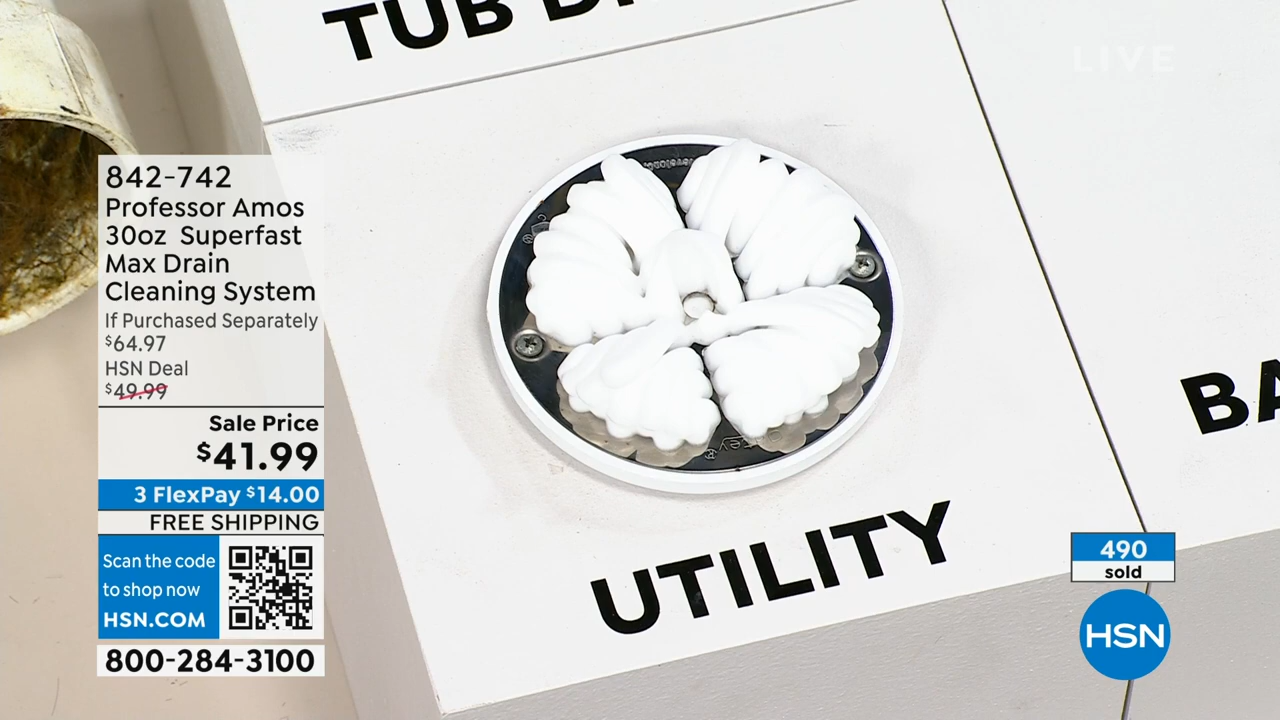 TUB
LIVE
842-742
Professor Amos
30oz Superfast
Max Drain
Cleaning System
If Purchased Separately
$64.97
HSN Deal
$49.99
Sale Price
$41.99
3 FlexPay $14.00
FREE SHIPPING
Scan the code
to shop now
HSN.COM
800-284-3100
UTILITY
BA
490
sold
HSN